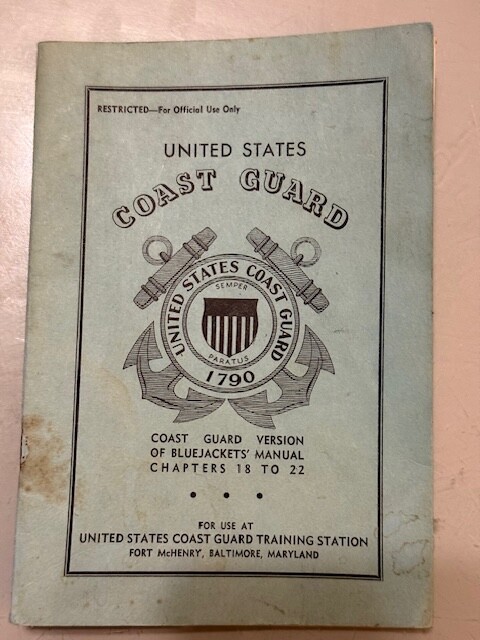 RESTRICTED—For Official Use Only
UNITED STATES
COAST GUARD
UNITED STATES COAST GUARD
SEMPER
PARATUS
1790
COAST GUARD VERSION
OF BLUEJACKETS' MANUAL
CHAPTERS 18 TO 22
• • •
FOR USE AT
UNITED STATES COAST GUARD TRAINING STATION
FORT McHENRY, BALTIMORE, MARYLAND